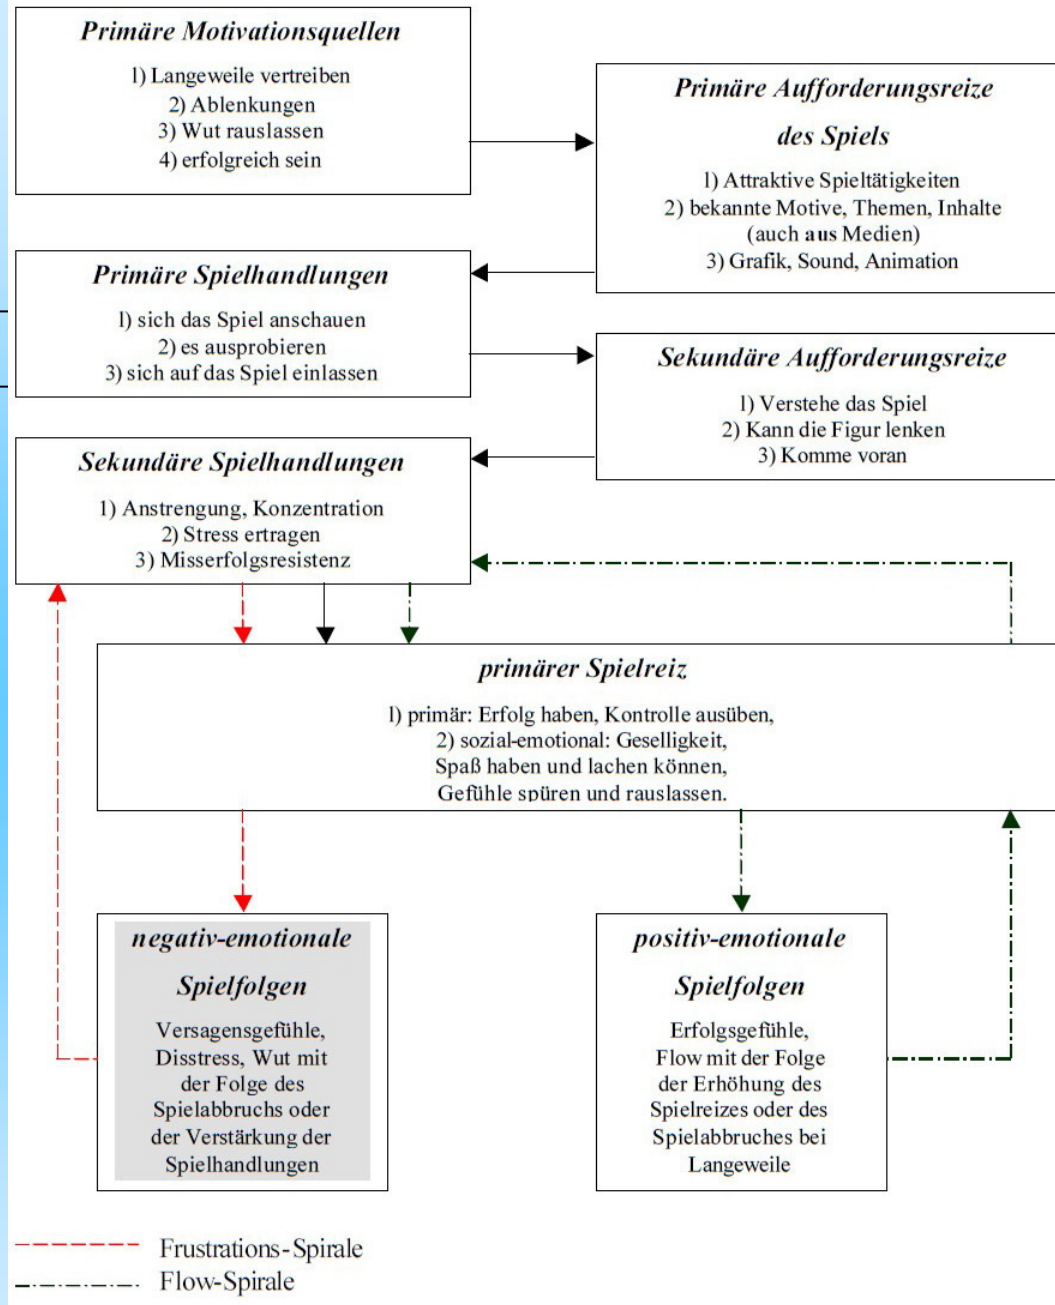 Primäre Motivationsquellen
1) Langeweile vertreiben
2) Ablenkungen
3) Wut rauslassen
4) erfolgreich sein
Primäre Aufforderungsreize
des Spiels
1) Attraktive Spieltätigkeiten
2) bekannte Motive, Themen, Inhalte
(auch aus Medien)
3) Grafik, Sound, Animation
Primäre Spielhandlungen
1) sich das Spiel anschauen
2) es ausprobieren
3) sich auf das Spiel einlassen
Sekundäre Aufforderungsreize
1) Verstehe das Spiel
2) Kann die Figur lenken
3) Komme voran
Sekundäre Spielhandlungen
1) Anstrengung, Konzentration
2) Stress ertragen
3) Misserfolgsresistenz
primärer Spielreiz
1) primär: Erfolg haben, Kontrolle ausüben,
2) sozial-emotional: Geselligkeit,
Spaß haben und lachen können,
Gefühle spüren und rauslassen.
negativ-emotionale
Spielfolgen
Versagensgefühle,
Disstress, Wut mit
der Folge des
Spielabbruchs oder
der Verstärkung der
Spielhandlungen
positiv-emotionale
Spielfolgen
Erfolgsgefühle,
Flow mit der Folge
der Erhöhung des
Spielreizes oder des
Spielabbruches bei
Langeweile
Frustrations-Spirale
Flow-Spirale